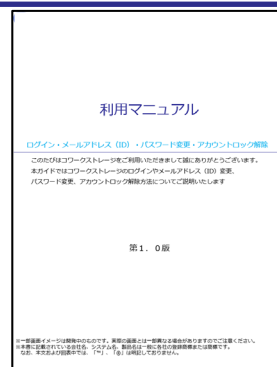 利用マニュアル
ログイン・メールアドレス（ID）・パスワード変更・アカウントロック解除
このたびはコワークストレージをご利用いただきまして誠にありがとうございます。
本ガイドではコワークストレージのログインやメールアドレス（ID）変更、
パスワード変更、アカウントロック解除方法についてご説明いたします
第1．0版
※一部画面イメージは開発中のものです。実際の画面とは一部異なる場合がありますのでご注意ください。
※本書に記載されている会社名、システム名、製品名は一般に各社の登録商標または商標です。
なお、本文および図表中では、「™」、「®」は明記しておりません。